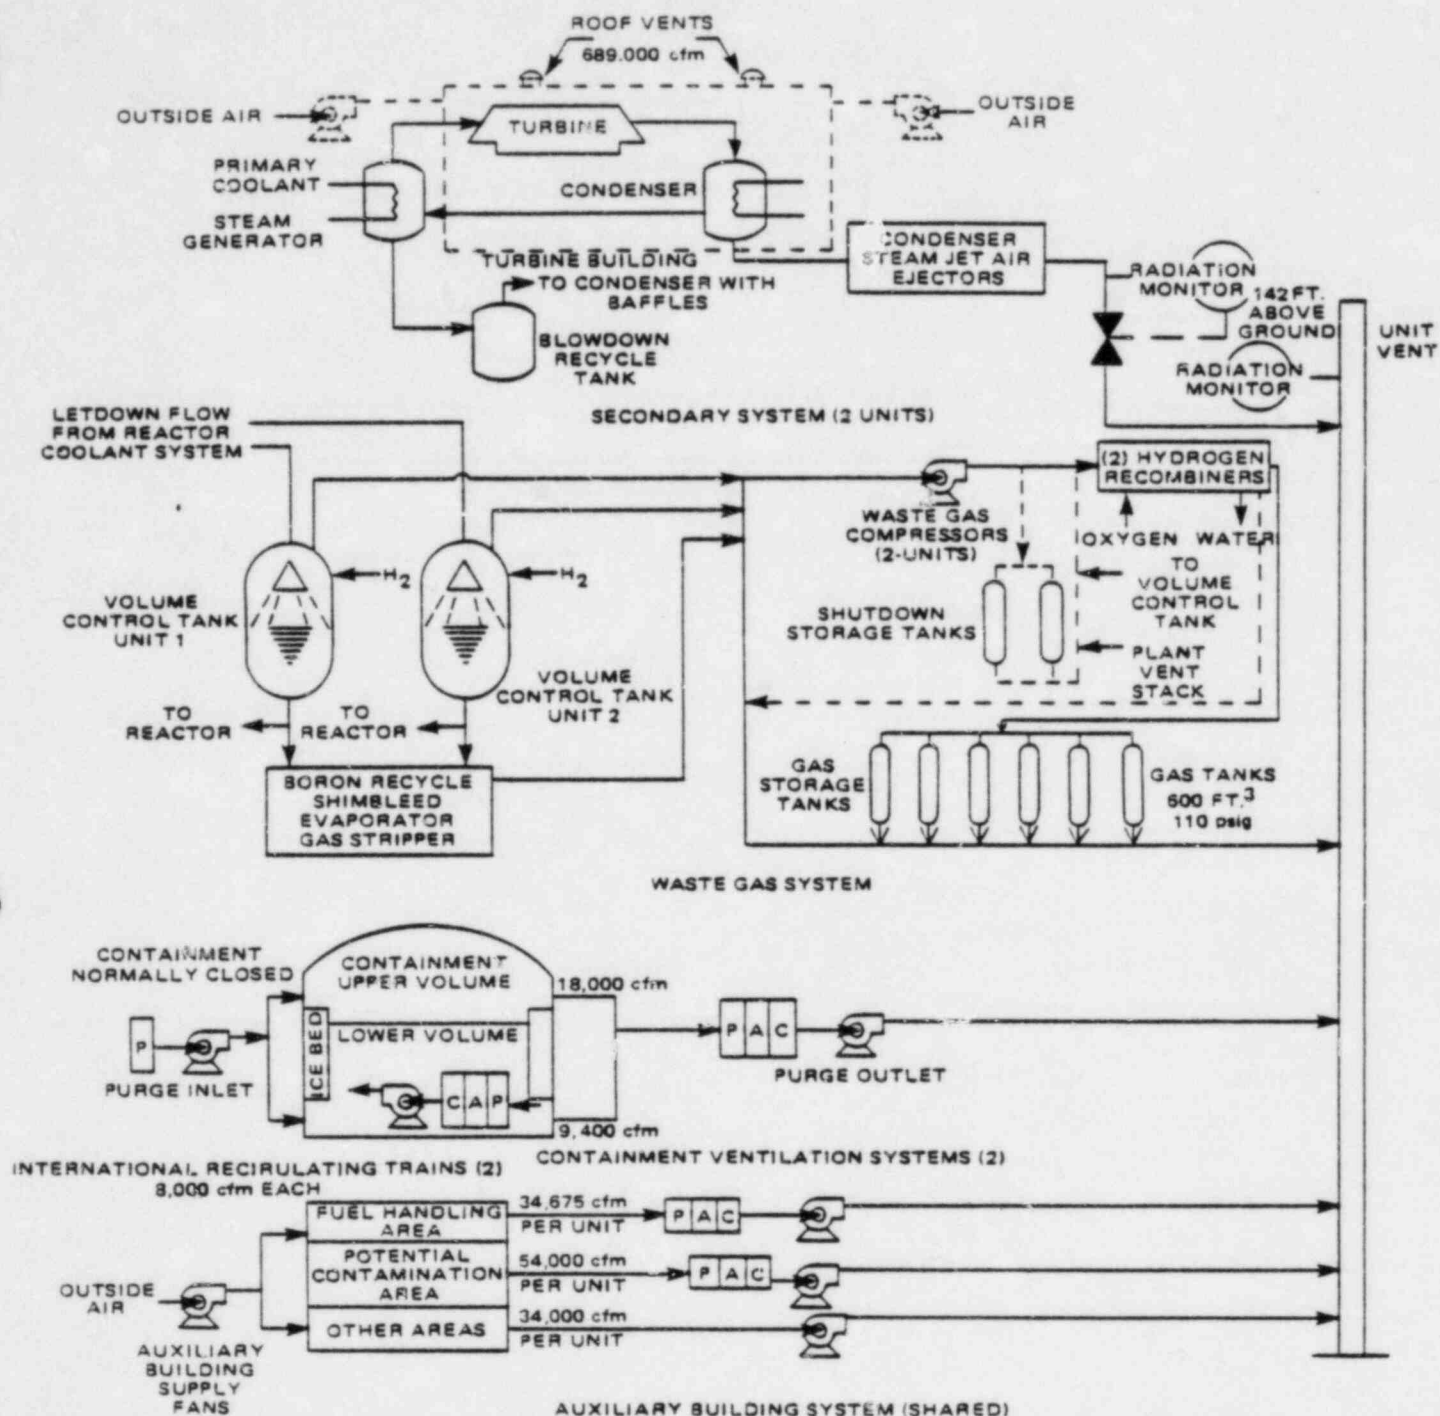 ROOF VENTS
689.000 cfm
OUTSIDE AIR
OUTSIDE
AIR
TURBINE
PRIMARY
COOLANT
STEAM
GENERATOR
CONDENSER
TURBINE BUILDING
TO CONDENSER WITH
BAFFLES
BLOWDOWN
RECYCLE
TANK
CONDENSER
STEAM JET AIR
EJECTORS
RADIATION
MONITOR
142 FT.
ABOVE
GROUND
UNIT
VENT
RADIATION
MONITOR
SECONDARY SYSTEM (2 UNITS)
LETDOWN FLOW
FROM REACTOR
COOLANT SYSTEM
H2
H2
VOLUME
CONTROL TANK
UNIT 1
VOLUME
CONTROL TANK
UNIT 2
TO
REACTOR
TO
REACTOR
BORON RECYCLE
SHIMBLEED
EVAPORATOR
GAS STRIPPER
WASTE GAS
COMPRESSORS
(2-UNITS)
(2) HYDROGEN
RECOMBINERS
OXYGEN WATER
SHUTDOWN
STORAGE TANKS
TO
VOLUME
CONTROL
TANK
PLANT
VENT
STACK
GAS
STORAGE
TANKS
GAS TANKS
600 FT.3
110 psig
WASTE GAS SYSTEM
CONTAINMENT
NORMALLY CLOSED
CONTAINMENT
UPPER VOLUME
18,000 cfm
P
PURGE INLET
ICE BED
LOWER VOLUME
C A P
P A C
PURGE OUTLET
9,400 cfm
CONTAINMENT VENTILATION SYSTEMS (2)
INTERNATIONAL RECIRULATING TRAINS (2)
8,000 cfm EACH
FUEL HANDLING
AREA
34,675 cfm
PER UNIT
P A C
POTENTIAL
CONTAMINATION
AREA
54,000 cfm
PER UNIT
P A C
OTHER AREAS
34,000 cfm
PER UNIT
OUTSIDE
AIR
AUXILIARY
BUILDING
SUPPLY
FANS
AUXILIARY BUILDING SYSTEM (SHARED)